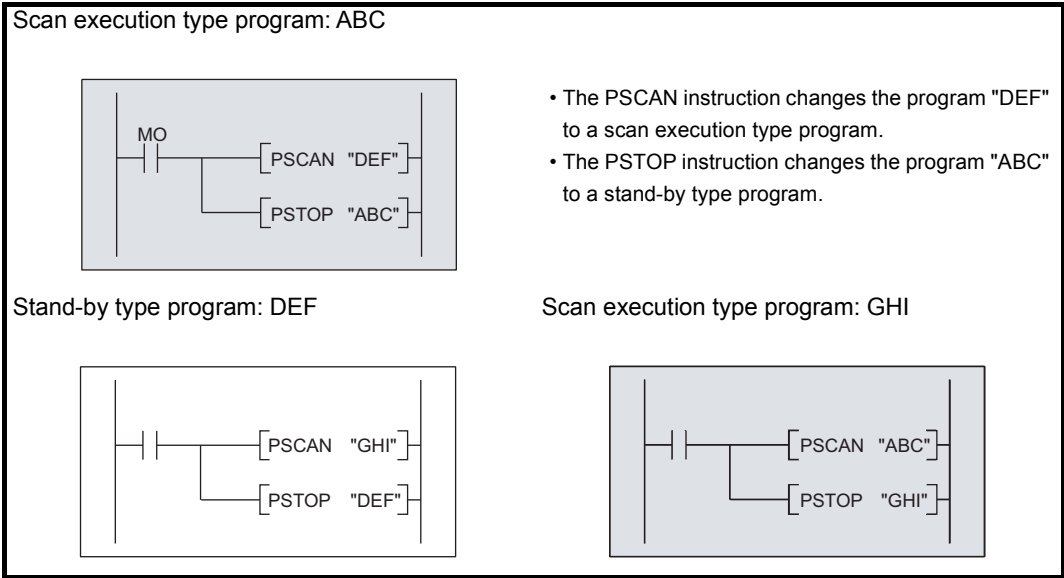 Scan execution type program: ABC
MO
PSCAN "DEF"
PSTOP "ABC"
• The PSCAN instruction changes the program "DEF"
to a scan execution type program.
• The PSTOP instruction changes the program "ABC"
to a stand-by type program.
Stand-by type program: DEF
PSCAN "GHI"
PSTOP "DEF"
Scan execution type program: GHI
PSCAN "ABC"
PSTOP "GHI"